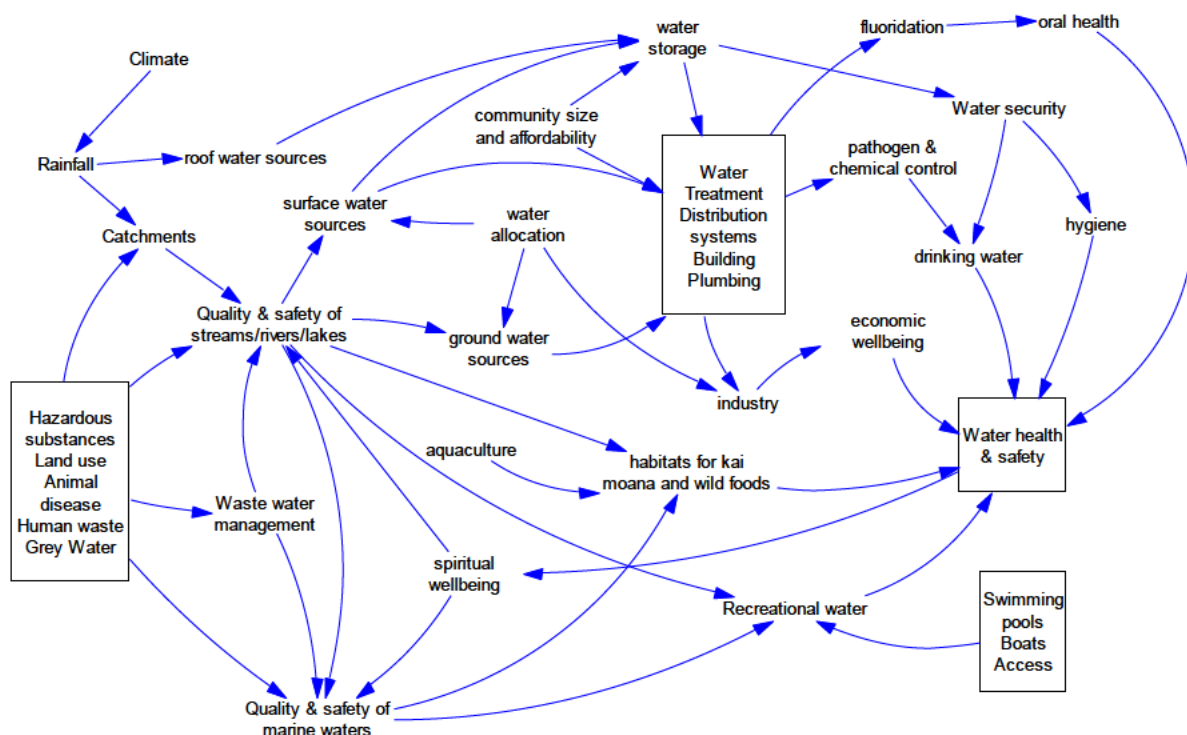 water
storage
fluoridation
oral health
Climate
community size
and affordability
Water security
Rainfall
roof water sources
Water
Treatment
Distribution
systems
Building
Plumbing
pathogen &
chemical control
surface water
sources
water
allocation
hygiene
Catchments
drinking water
Quality & safety of
streams/rivers/lakes
ground water
sources
economic
wellbeing
industry
Hazardous
substances
Land use
Animal
disease
Human waste
Grey Water
aquaculture
habitats for kai
moana and wild foods
Water health
& safety
Waste water
management
spiritual
wellbeing
Recreational water
Swimming
pools
Boats
Access
Quality & safety of
marine waters